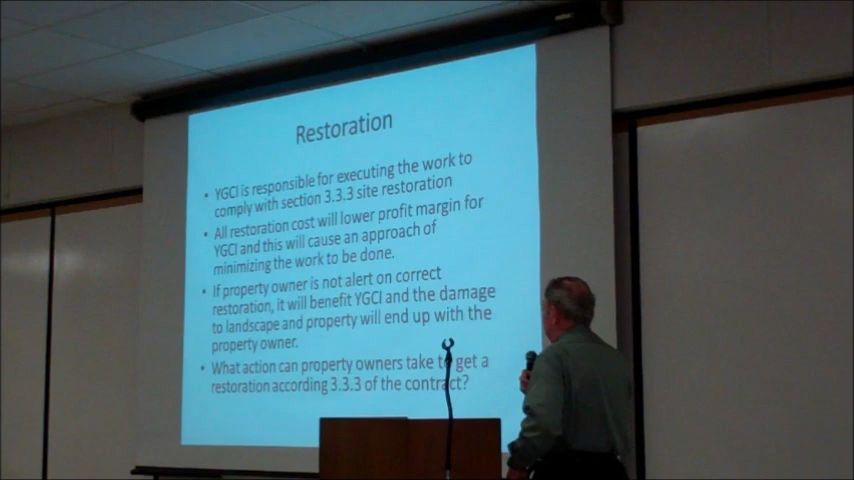 Restoration
• YGCI is responsible for executing the work to
comply with section 3.3.3 site restoration
• All restoration cost will lower profit margin for
YGCI and this will cause an approach of
minimizing the work to be done.
• If property owner is not alert on correct
restoration, it will benefit YGCI and the damage
to landscape and property will end up with the
property owner.
• What action can property owners take to get a
restoration according 3.3.3 of the contract?